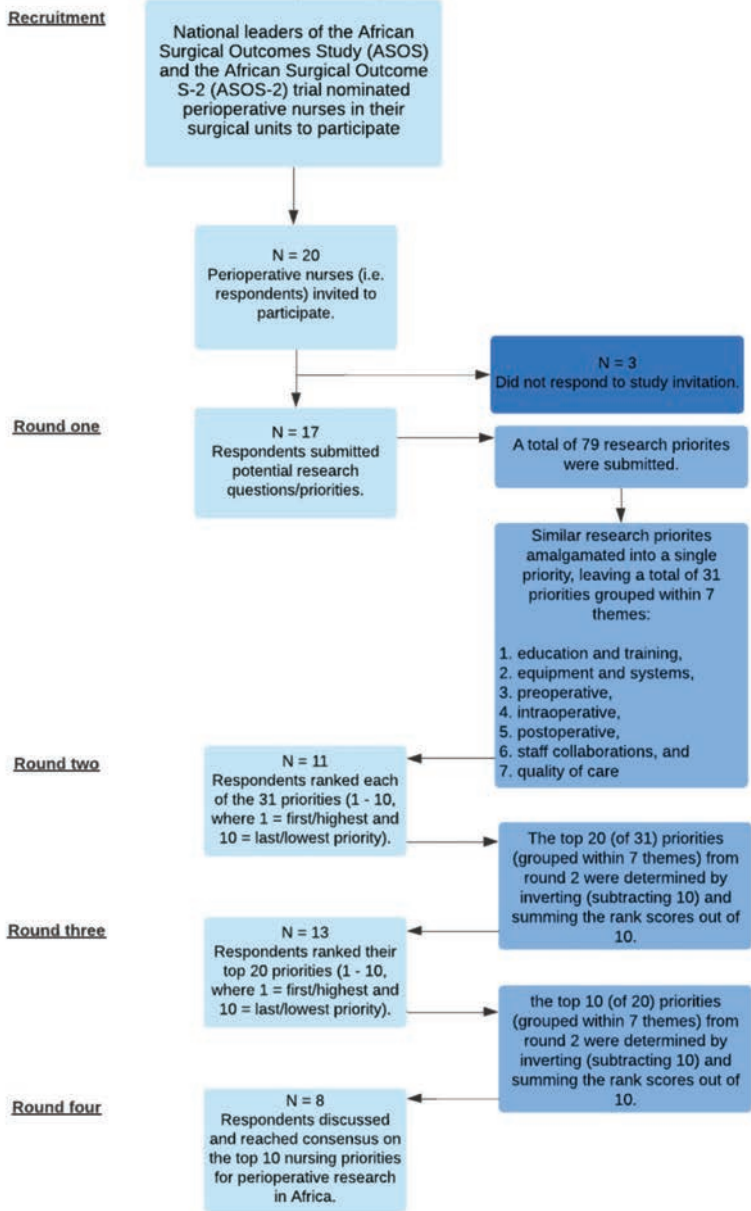 Recruitment
National leaders of the African
Surgical Outcomes Study (ASOS)
and the African Surgical Outcome
S-2 (ASOS-2) trial nominated
perioperative nurses in their
surgical units to participate
N = 20
Perioperative nurses (i.e.
respondents) invited to
participate.
N = 3
Did not respond to study invitation.
Round one
N = 17
Respondents submitted
potential research
questions/priorities.
A total of 79 research priorites
were submitted.
Similar research priorites
amalgamated into a single
priority, leaving a total of 31
priorities grouped within 7
themes:
1. education and training,
2. equipment and systems,
3. preoperative,
4. intraoperative,
5. postoperative,
6. staff collaborations, and
7. quality of care
Round two
N = 11
Respondents ranked each
of the 31 priorities (1 - 10,
where 1 = first/highest and
10 = last/lowest priority).
The top 20 (of 31) priorities
(grouped within 7 themes) from
round 2 were determined by
inverting (subtracting 10) and
summing the rank scores out of
10.
Round three
N = 13
Respondents ranked their
top 20 priorities (1 - 10,
where 1 = first/highest and
10 = last/lowest priority).
the top 10 (of 20) priorities
(grouped within 7 themes) from
round 2 were determined by
inverting (subtracting 10) and
summing the rank scores out of
10.
Round four
N = 8
Respondents discussed
and reached consensus on
the top 10 nursing priorities
for perioperative research
in Africa.